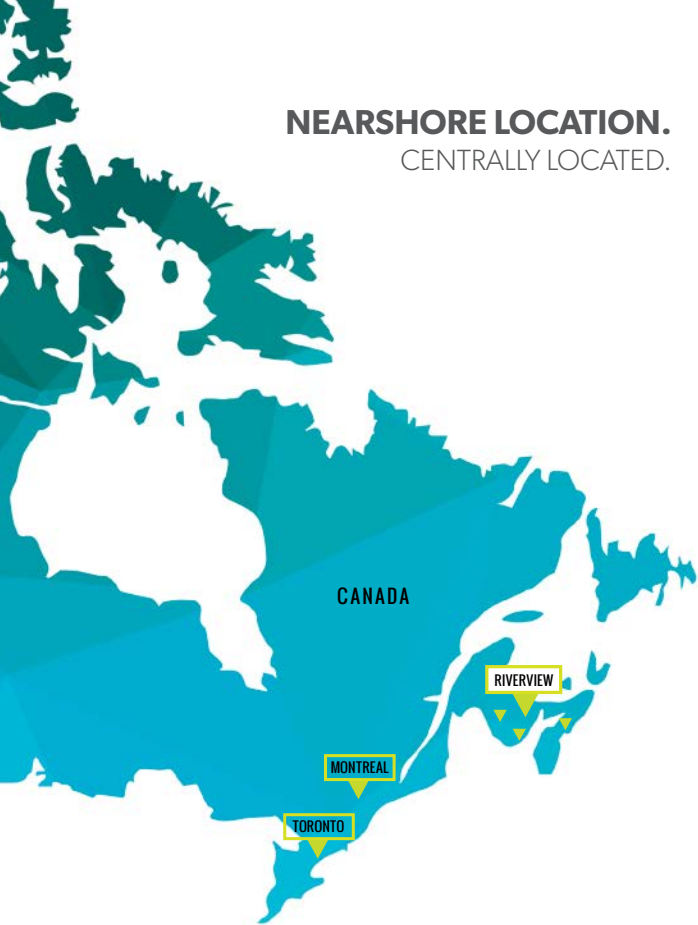 NEARSHORE LOCATION.
CENTRALLY LOCATED.
CANADA
RIVERVIEW
MONTREAL
TORONTO